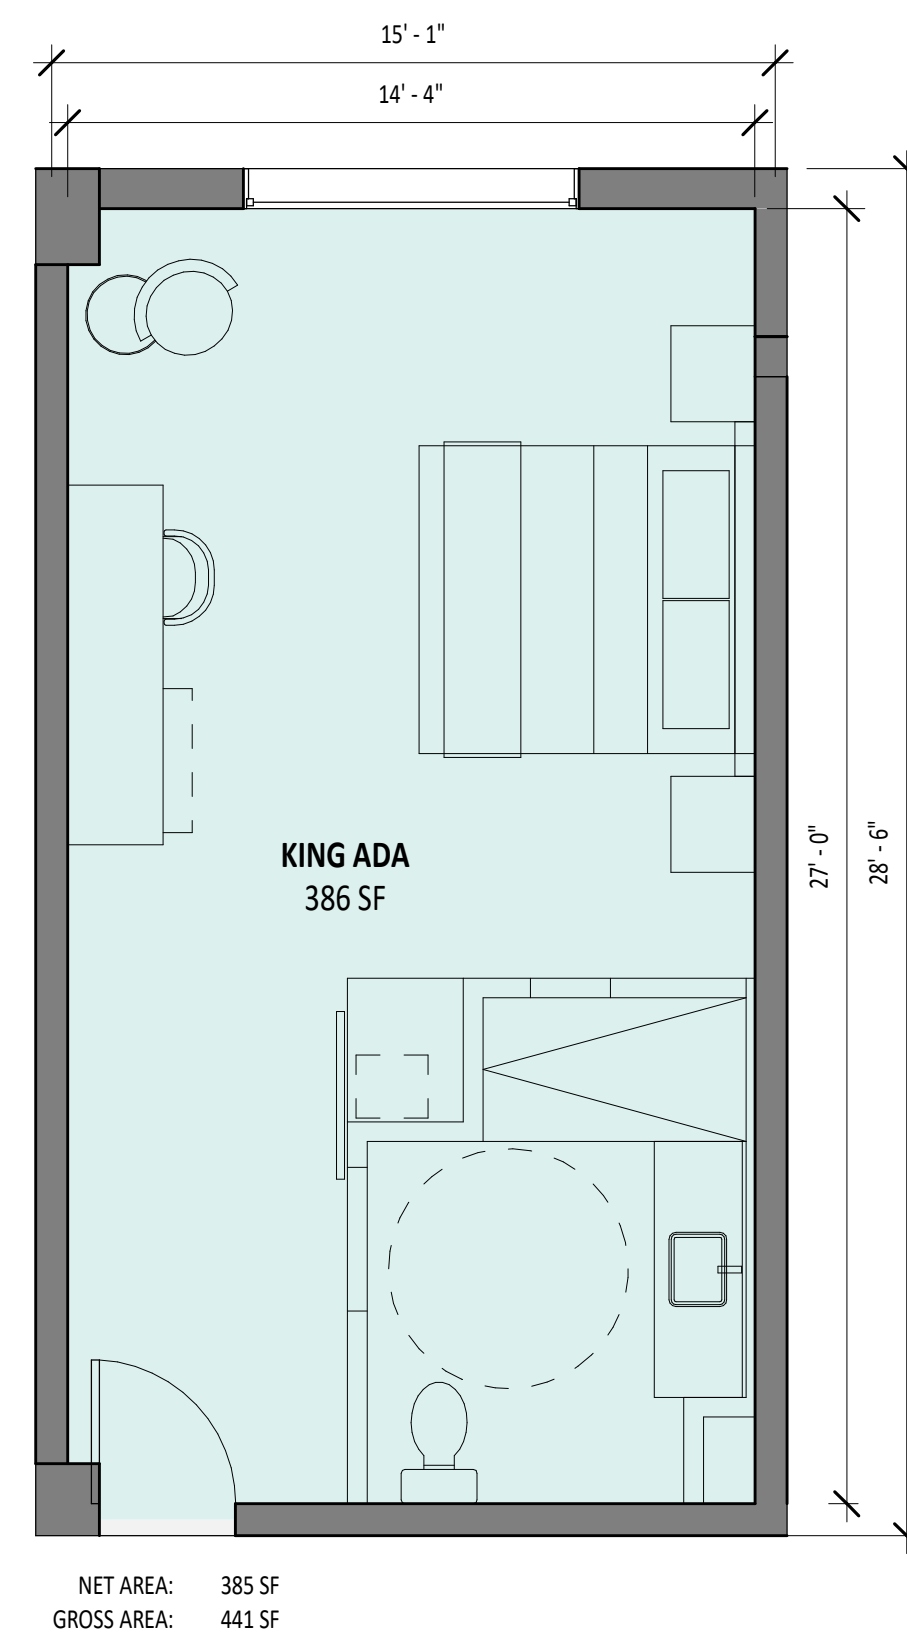 15' - 1"
14' - 4"
KING ADA
386 SF
27' - 0"
28' - 6"
NET AREA: 385 SF
GROSS AREA: 441 SF